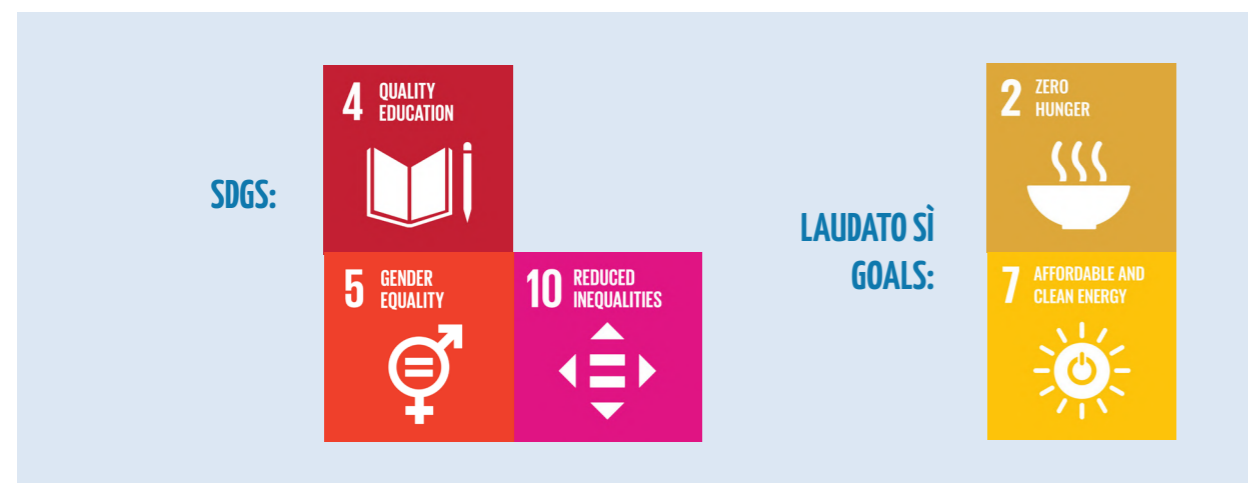 SDGS:
4 QUALITY
EDUCATION
5 GENDER
EQUALITY
10 REDUCED
INEQUALITIES
LAUDATO SÌ
GOALS:
2 ZERO
HUNGER
7 AFFORDABLE AND
CLEAN ENERGY